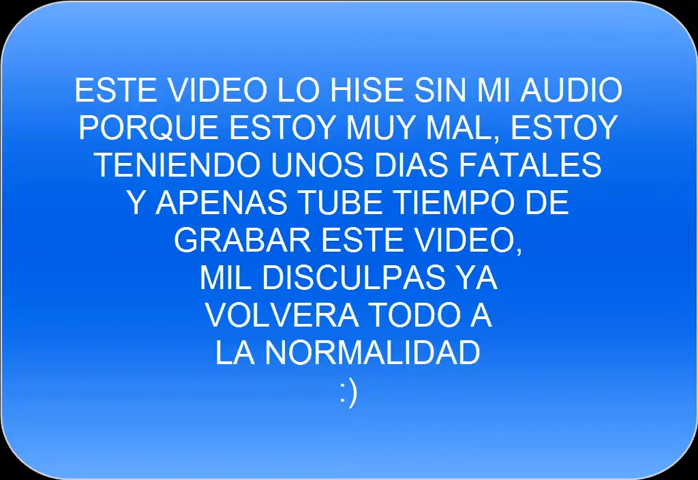 ESTE VIDEO LO HISE SIN MI AUDIO
PORQUE ESTOY MUY MAL, ESTOY
TENIENDO UNOS DIAS FATALES
Y APENAS TUBE TIEMPO DE
GRABAR ESTE VIDEO,
MIL DISCULPAS YA
VOLVERA TODO A
LA NORMALIDAD
:)